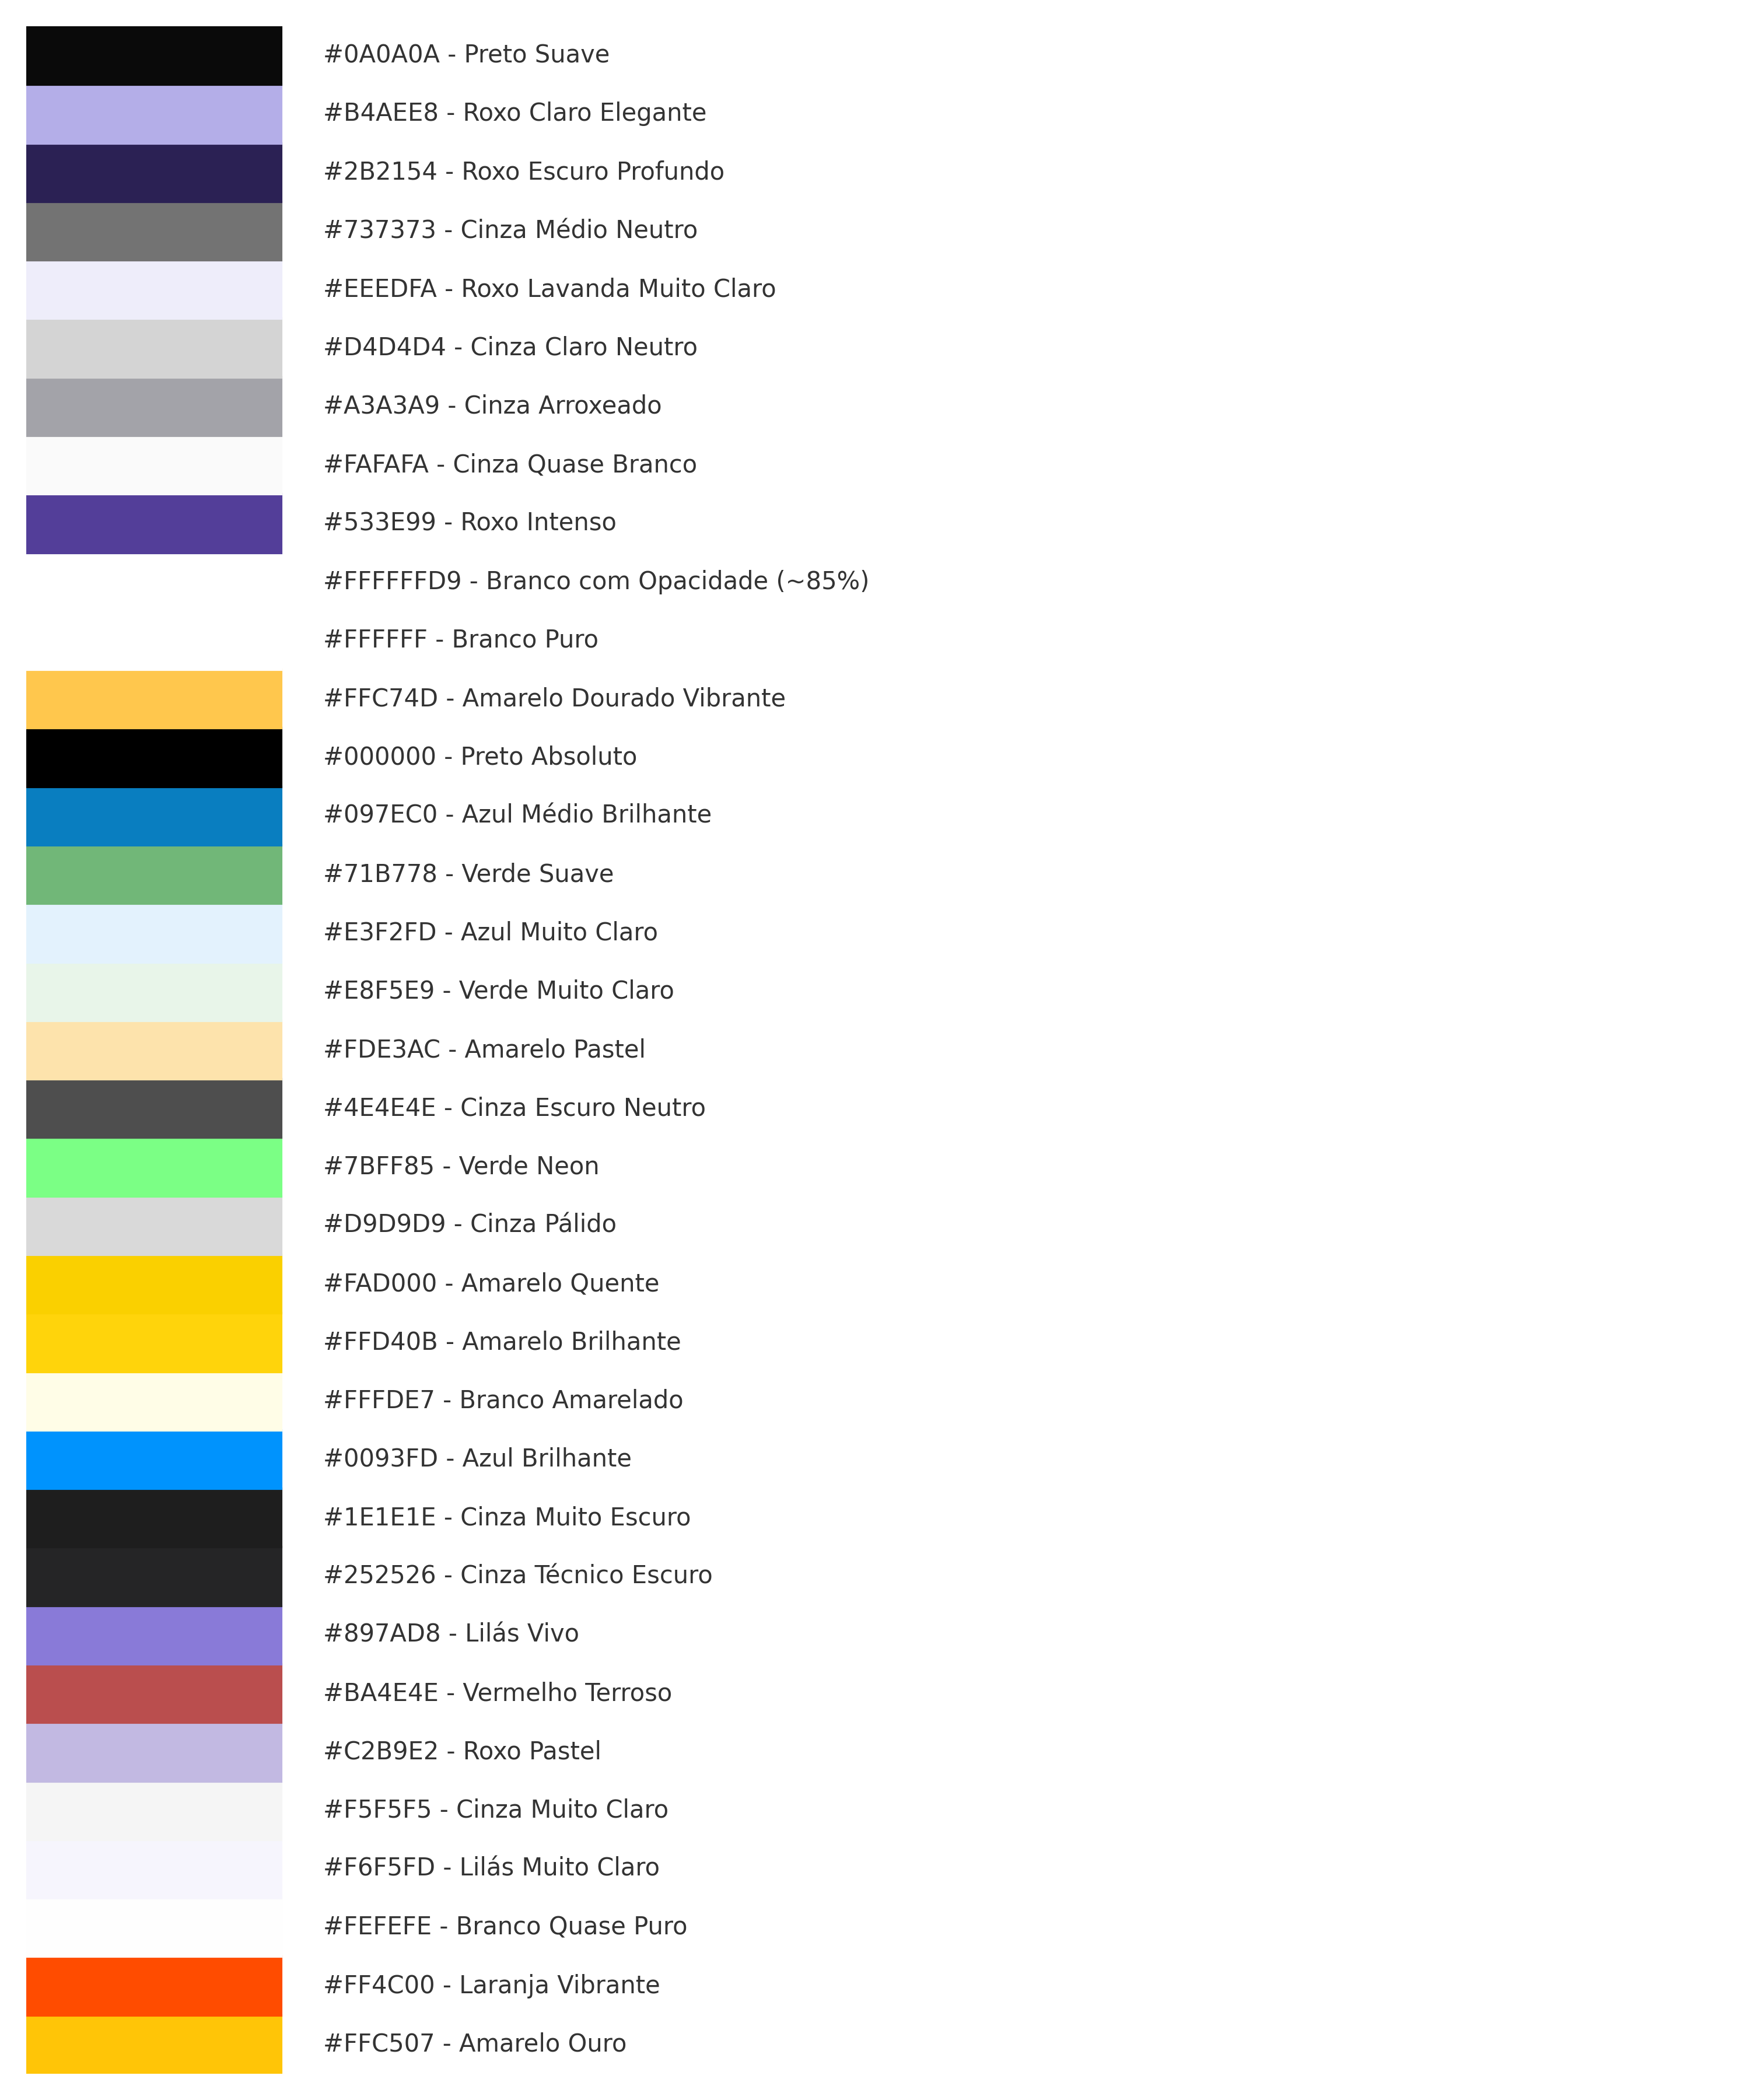 #0A0A0A - Preto Suave
#B4AEE8 - Roxo Claro Elegante
#2B2154 - Roxo Escuro Profundo
#737373 - Cinza Médio Neutro
#EEEDFA - Roxo Lavanda Muito Claro
#D4D4D4 - Cinza Claro Neutro
#A3A3A9 - Cinza Arroxeado
#FAFAFA - Cinza Quase Branco
#533E99 - Roxo Intenso
#FFFFFFD9 - Branco com Opacidade (~85%)
#FFFFFF - Branco Puro
#FFC74D - Amarelo Dourado Vibrante
#000000 - Preto Absoluto
#097EC0 - Azul Médio Brilhante
#71B778 - Verde Suave
#E3F2FD - Azul Muito Claro
#E8F5E9 - Verde Muito Claro
#FDE3AC - Amarelo Pastel
#4E4E4E - Cinza Escuro Neutro
#7BFF85 - Verde Neon
#D9D9D9 - Cinza Pálido
#FAD000 - Amarelo Quente
#FFD40B - Amarelo Brilhante
#FFFDE7 - Branco Amarelado
#0093FD - Azul Brilhante
#1E1E1E - Cinza Muito Escuro
#252526 - Cinza Técnico Escuro
#897AD8 - Lilás Vivo
#BA4E4E - Vermelho Terroso
#C2B9E2 - Roxo Pastel
#F5F5F5 - Cinza Muito Claro
#F6F5FD - Lilás Muito Claro
#FEFEFE - Branco Quase Puro
#FF4C00 - Laranja Vibrante
#FFC507 - Amarelo Ouro